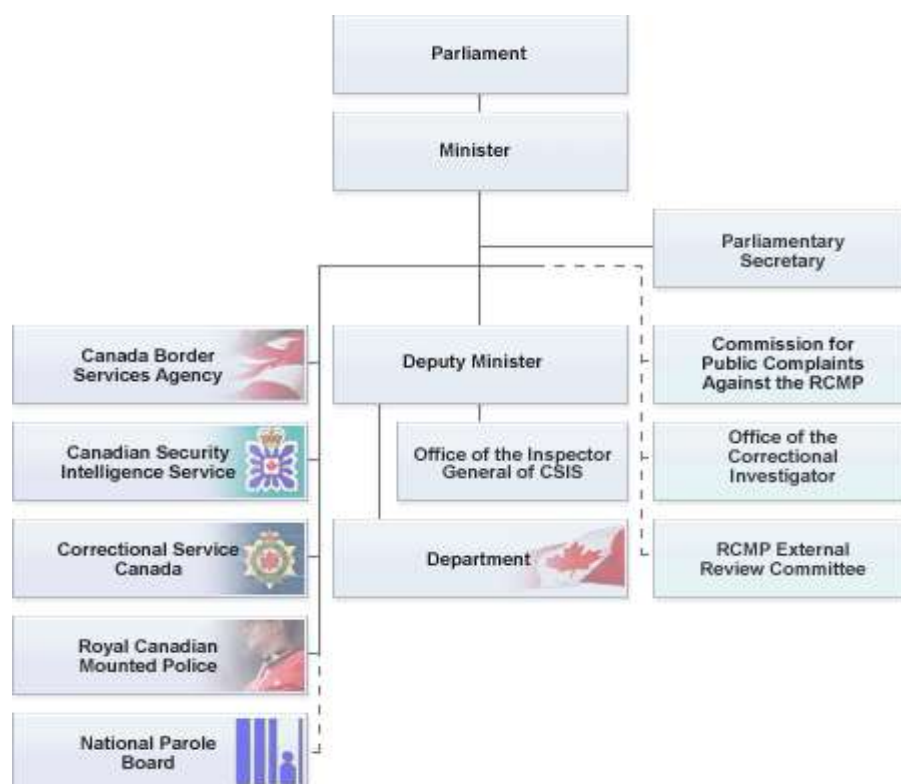 Parliament
Minister
Parliamentary
Secretary
Canada Border
Services Agency
Deputy Minister
Commission for
Public Complaints
Against the RCMP
Canadian Security
Intelligence Service
Office of the Inspector
General of CSIS
Office of the
Correctional
Investigator
Correctional Service
Canada
Department
RCMP External
Review Committee
Royal Canadian
Mounted Police
National Parole
Board